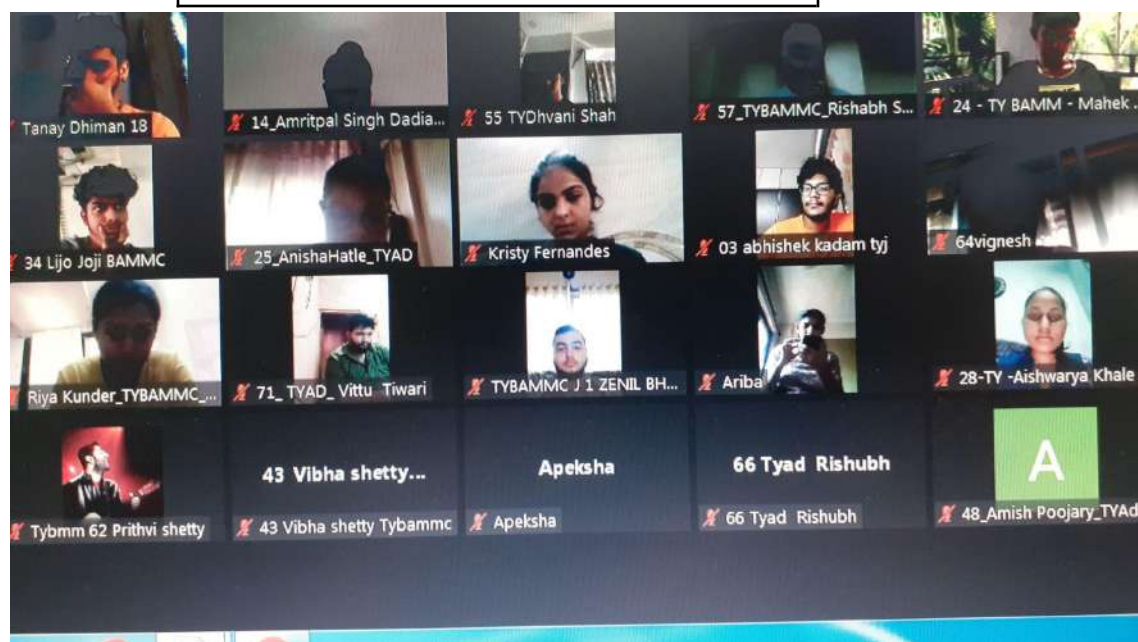 Tanay Dhiman 18
14_Amritpal Singh Dadia...
55 TYDhvani Shah
57_TYBAMMC_Rishabh S...
24 - TY BAMM - Mahek .
34 Lijo Joji BAMMC
25_AnishaHatle_TYAD
Kristy Fernandes
03 abhishek kadam tyj
64vignesh
Riya Kunder_TYBAMMC_...
71_ TYAD_ Vittu Tiwari
TYBAMMC J 1 ZENIL BH...
Ariba
28-TY -Aishwarya Khale
43 Vibha shetty...
Apeksha
66 Tyad Rishubh
A
Tybmm 62 Prithvi shetty
43 Vibha shetty Tybammc
Apeksha
66 Tyad Rishubh
48_Amish Poojary_TYAd